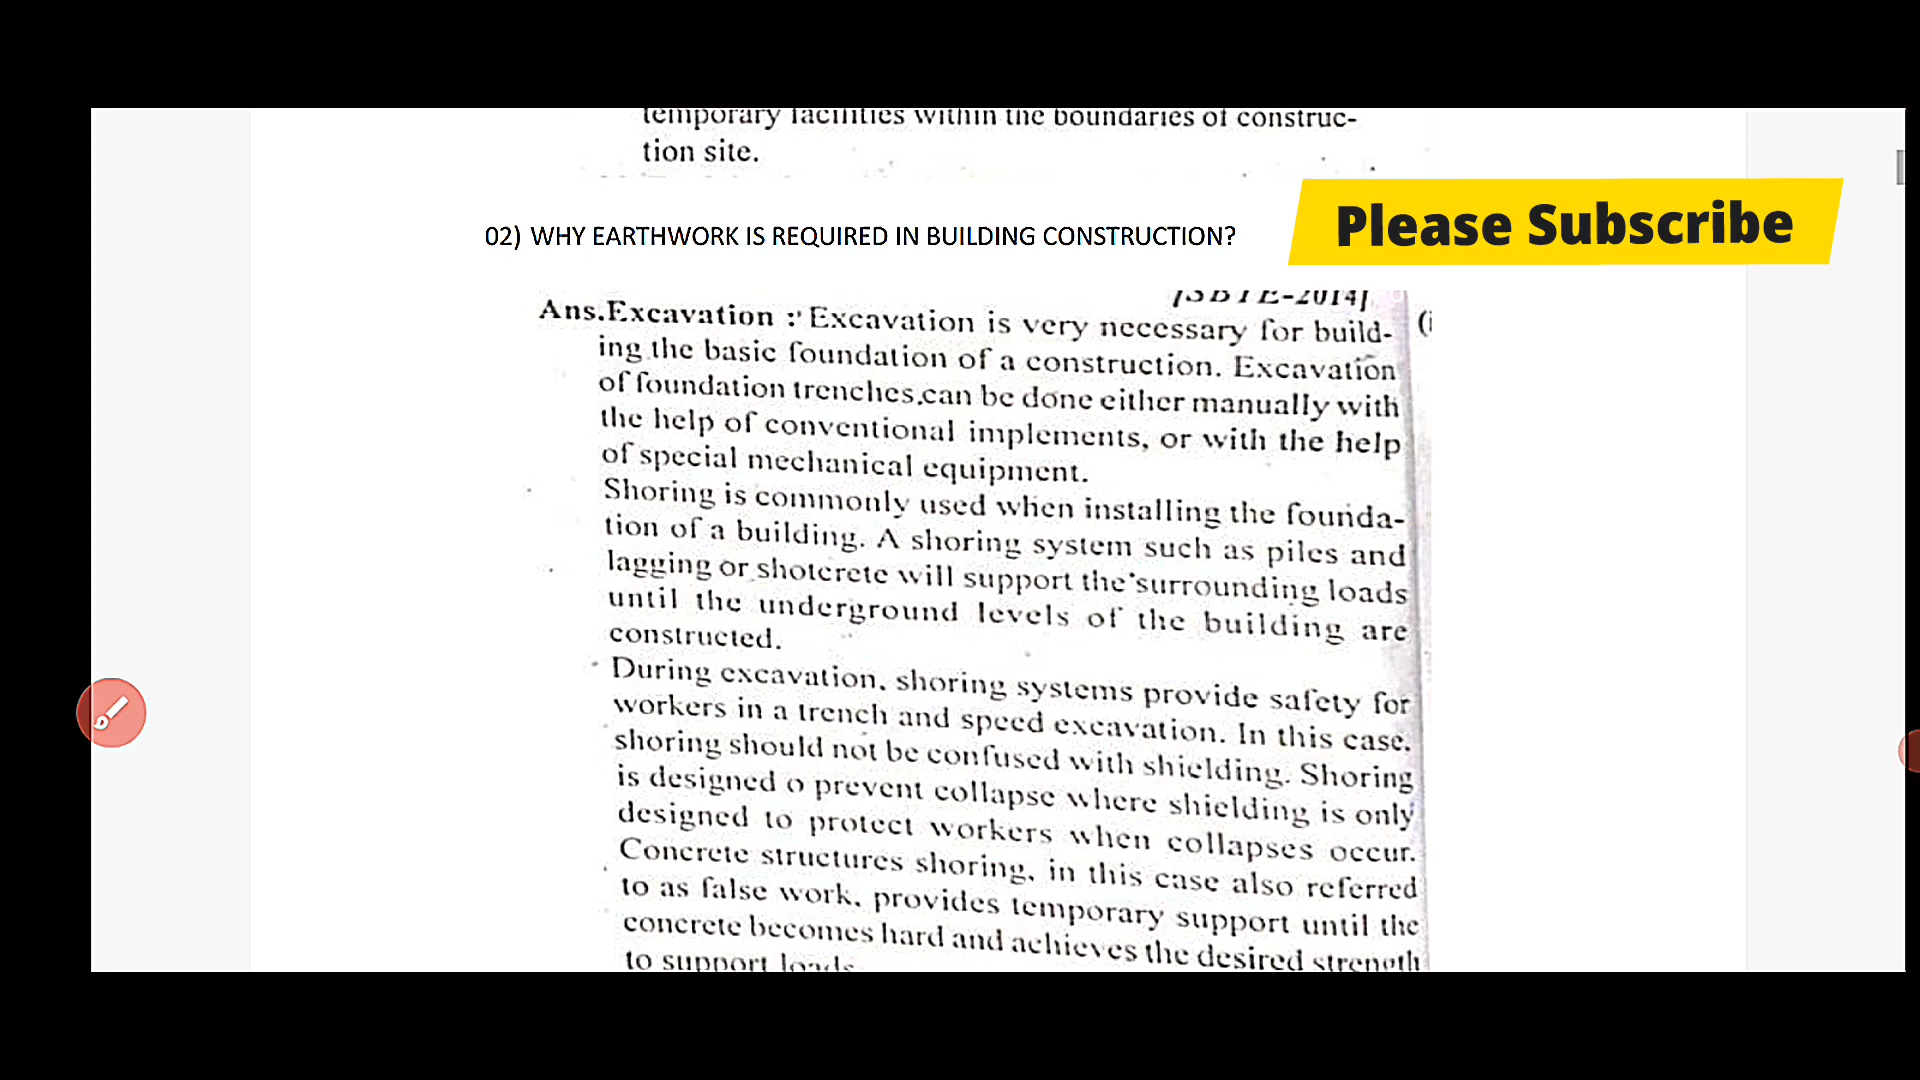 temporary facilities within the boundaries of construc-
tion site.
02) WHY EARTHWORK IS REQUIRED IN BUILDING CONSTRUCTION?
Please Subscribe
[SBTE-2014]
Ans.Excavation : Excavation is very necessary for build-
ing the basic foundation of a construction. Excavation
of foundation trenches can be done either manually with
the help of conventional implements, or with the help
of special mechanical equipment.
Shoring is commonly used when installing the founda-
tion of a building. A shoring system such as piles and
lagging or shotcrete will support the surrounding loads
until the underground levels of the building are
constructed.
During excavation, shoring systems provide safety for
workers in a trench and speed excavation. In this case,
shoring should not be confused with shielding. Shoring
is designed o prevent collapse where shielding is only
designed to protect workers when collapses occur.
Concrete structures shoring, in this case also referred
to as false work, provides temporary support until the
concrete becomes hard and achieves the desired strength
to support loads